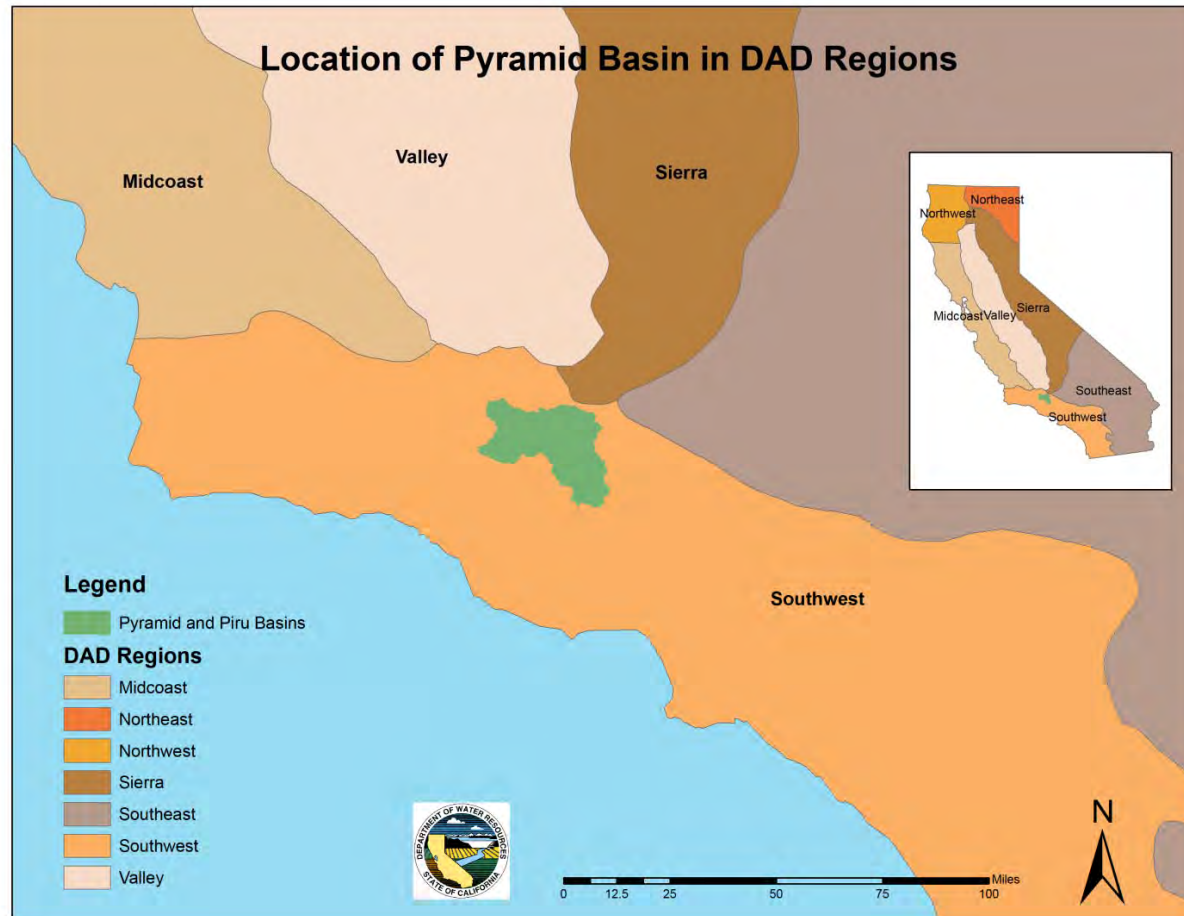 Location of Pyramid Basin in DAD Regions
Midcoast
Valley
Sierra
Northwest
Northeast
Midcoast
Valley
Sierra
Southeast
Southwest
Southwest
Legend
Pyramid and Piru Basins
DAD Regions
Midcoast
Northeast
Northwest
Sierra
Southeast
Southwest
Valley
DEPARTMENT OF WATER RESOURCES
STATE OF CALIFORNIA
Miles
0 12.5 25 50 75 100
N